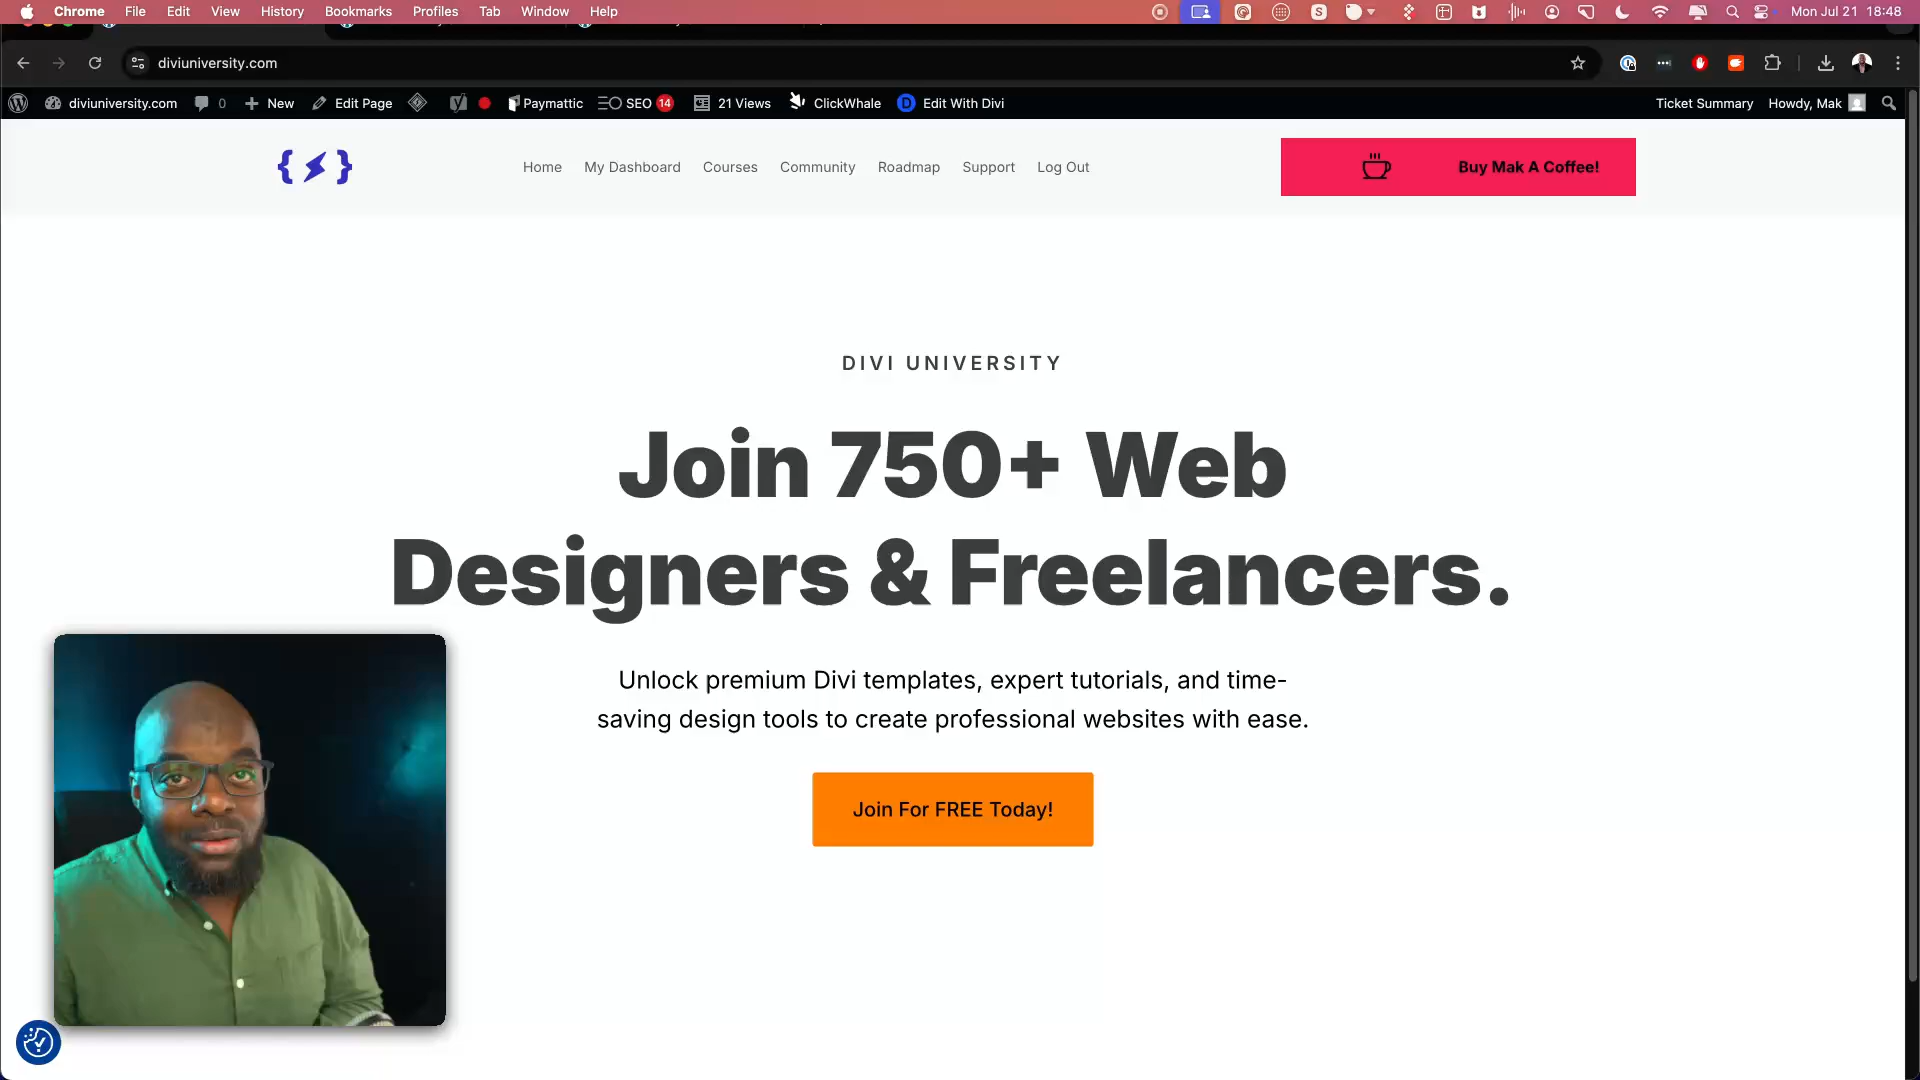 Chrome File Edit View History Bookmarks Profiles Tab Window Help Mon Jul 21 18:48
diviuniversity.com
diviuniversity.com 0 New Edit Page Paymattic SEO 14 21 Views ClickWhale Edit With Divi Ticket Summary Howdy, Mak
Home My Dashboard Courses Community Roadmap Support Log Out Buy Mak A Coffee!
DIVI UNIVERSITY
Join 750+ Web
Designers & Freelancers.
Unlock premium Divi templates, expert tutorials, and time-
saving design tools to create professional websites with ease.
Join For FREE Today!